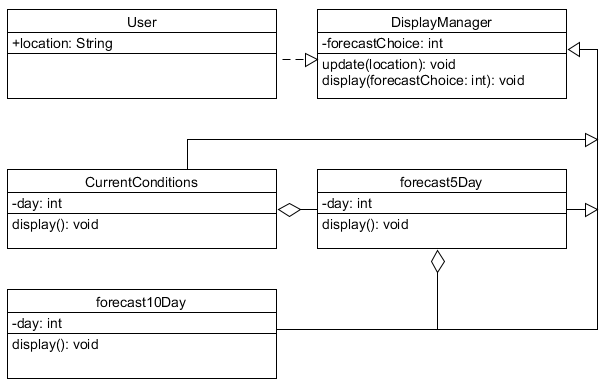 User
+location: String
DisplayManager
-forecastChoice: int
update(location): void
display(forecastChoice: int): void
CurrentConditions
-day: int
display(): void
forecast5Day
-day: int
display(): void
forecast10Day
-day: int
display(): void